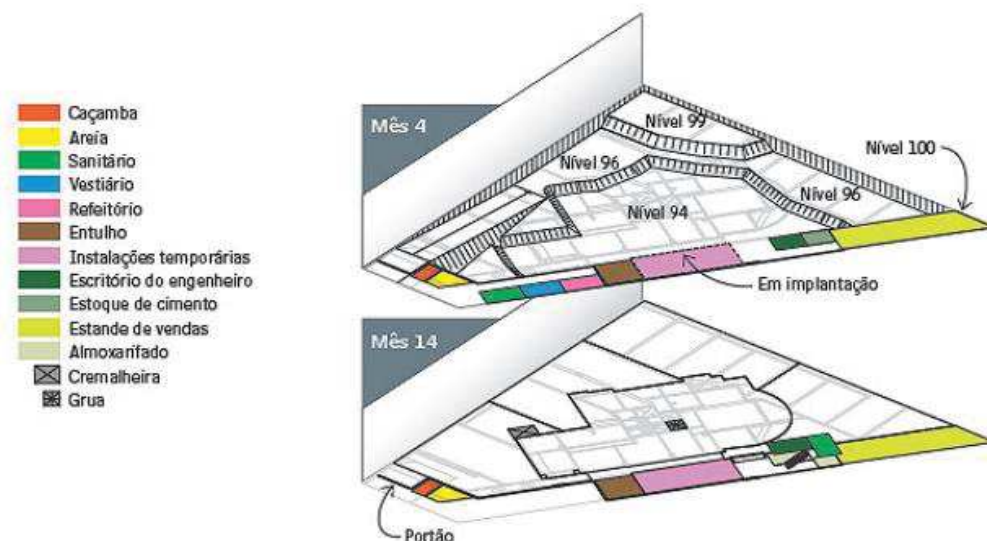 Caçamba
Areia
Sanitário
Vestiário
Refeitório
Entulho
Instalações temporárias
Escritório do engenheiro
Estoque de cimento
Estande de vendas
Almoxarifado
Cremalheira
Grua
Mês 4
Nível 99
Nível 100
Nível 96
Nível 96
Nível 94
Em implantação
Mês 14
Portão